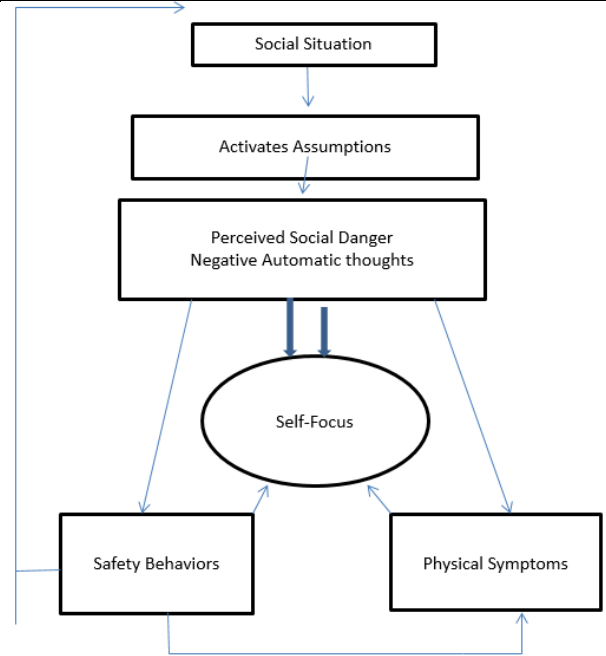 Social Situation
Activates Assumptions
Perceived Social Danger
Negative Automatic thoughts
Self-Focus
Safety Behaviors
Physical Symptoms